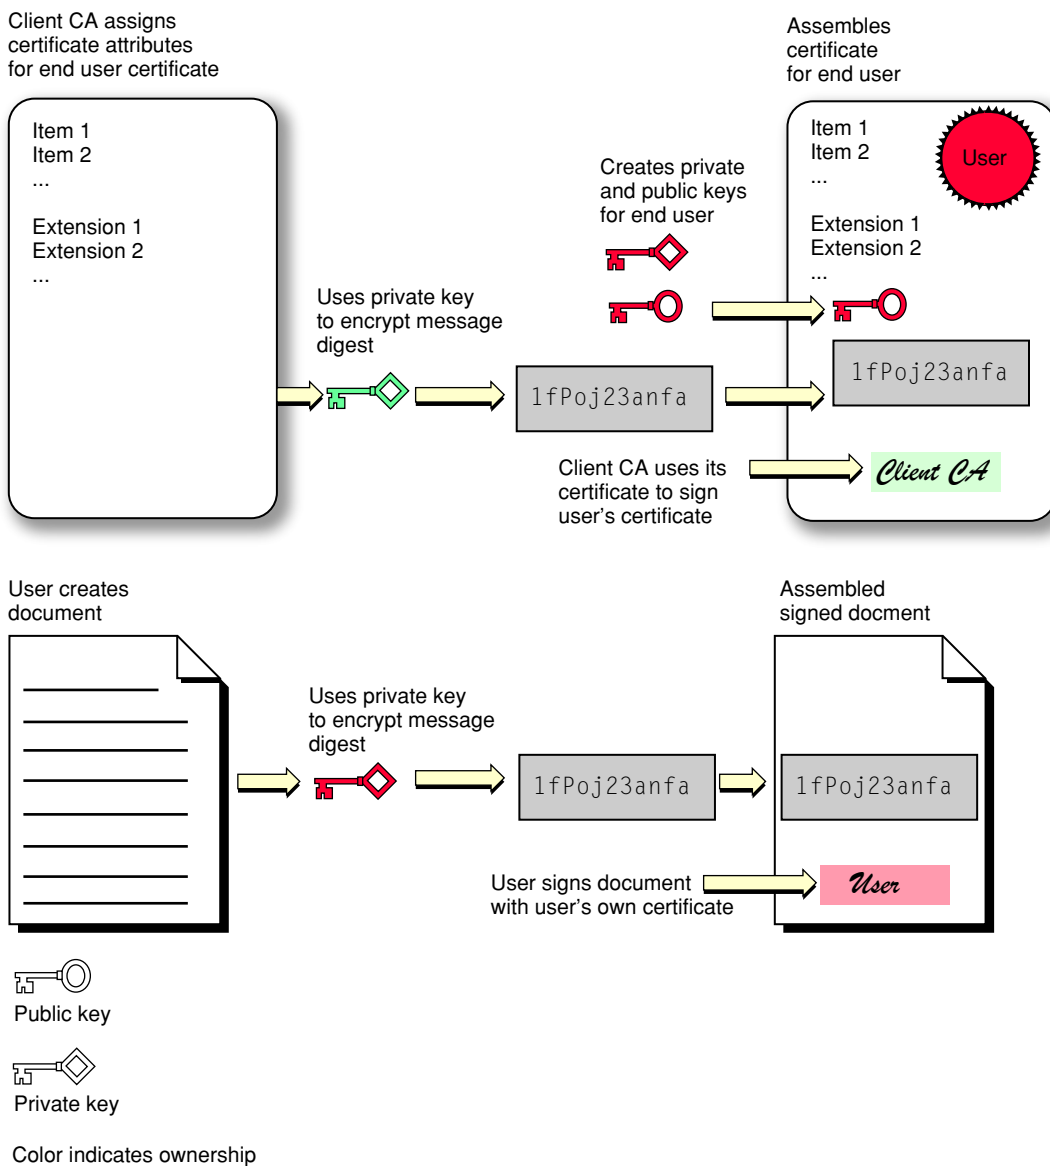 Client CA assigns
certificate attributes
for end user certificate
Item 1
Item 2
...
Extension 1
Extension 2
...
Uses private key
to encrypt message
digest
Creates private
and public keys
for end user
1fPoj23anfa
Client CA uses its
certificate to sign
user's certificate
Assembles
certificate
for end user
Item 1
Item 2
...
User
Extension 1
Extension 2
...
1fPoj23anfa
Client CA
User creates
document
Uses private key
to encrypt message
digest
1fPoj23anfa
User signs document
with user's own certificate
Assembled
signed docment
1fPoj23anfa
User
Public key
Private key
Color indicates ownership